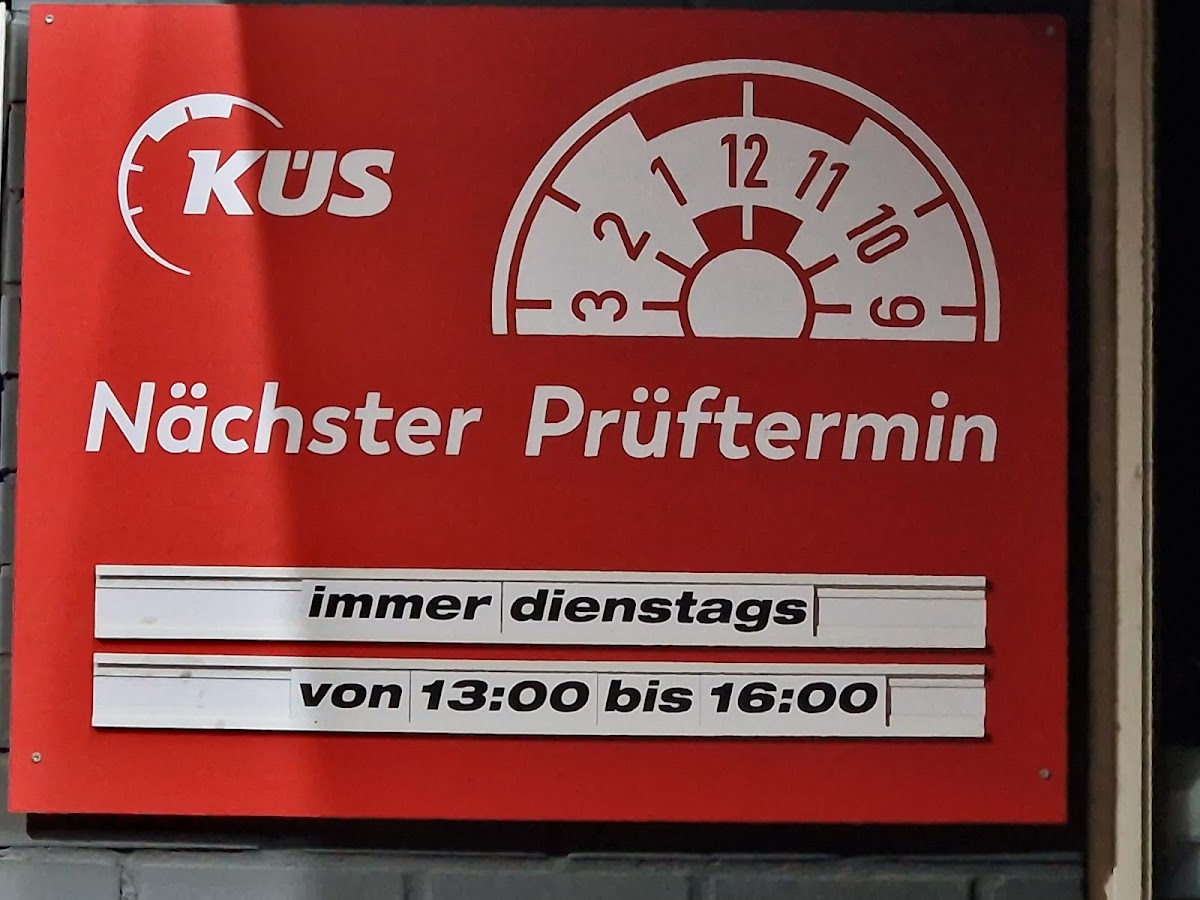 KÜS
3 2 1 12 11 10 9
Nächster Prüftermin
immer dienstags
von 13:00 bis 16:00